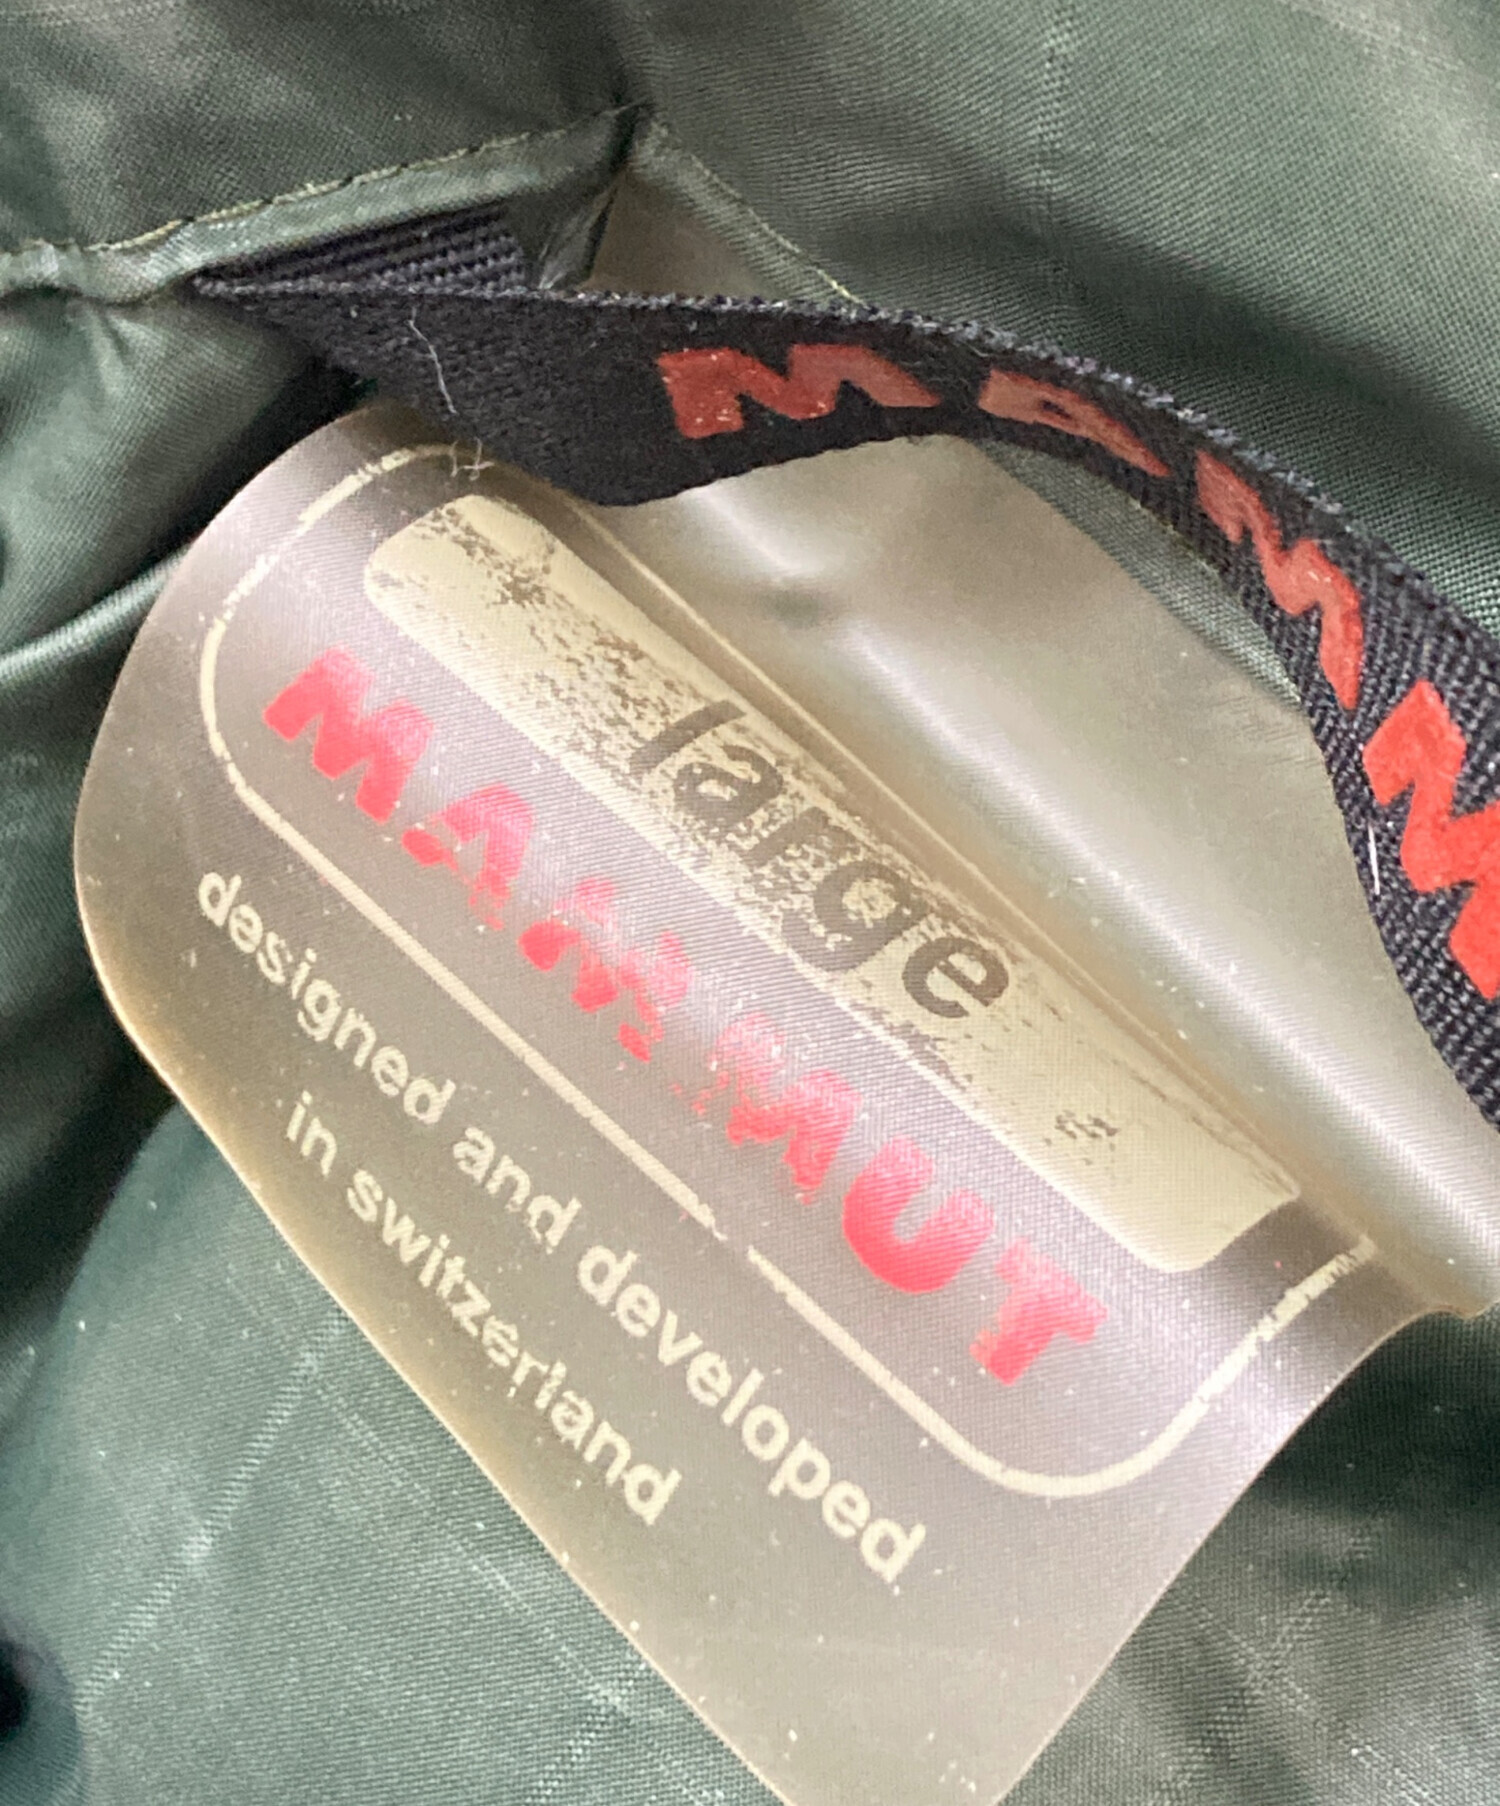 MAMM
large
MAMMUT
designed and developed
in switzerland